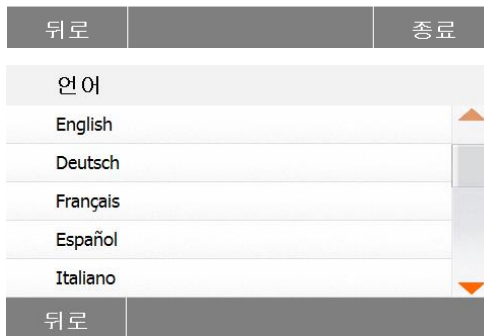 뒤로 종료
언어
English
Deutsch
Français
Español
Italiano
뒤로